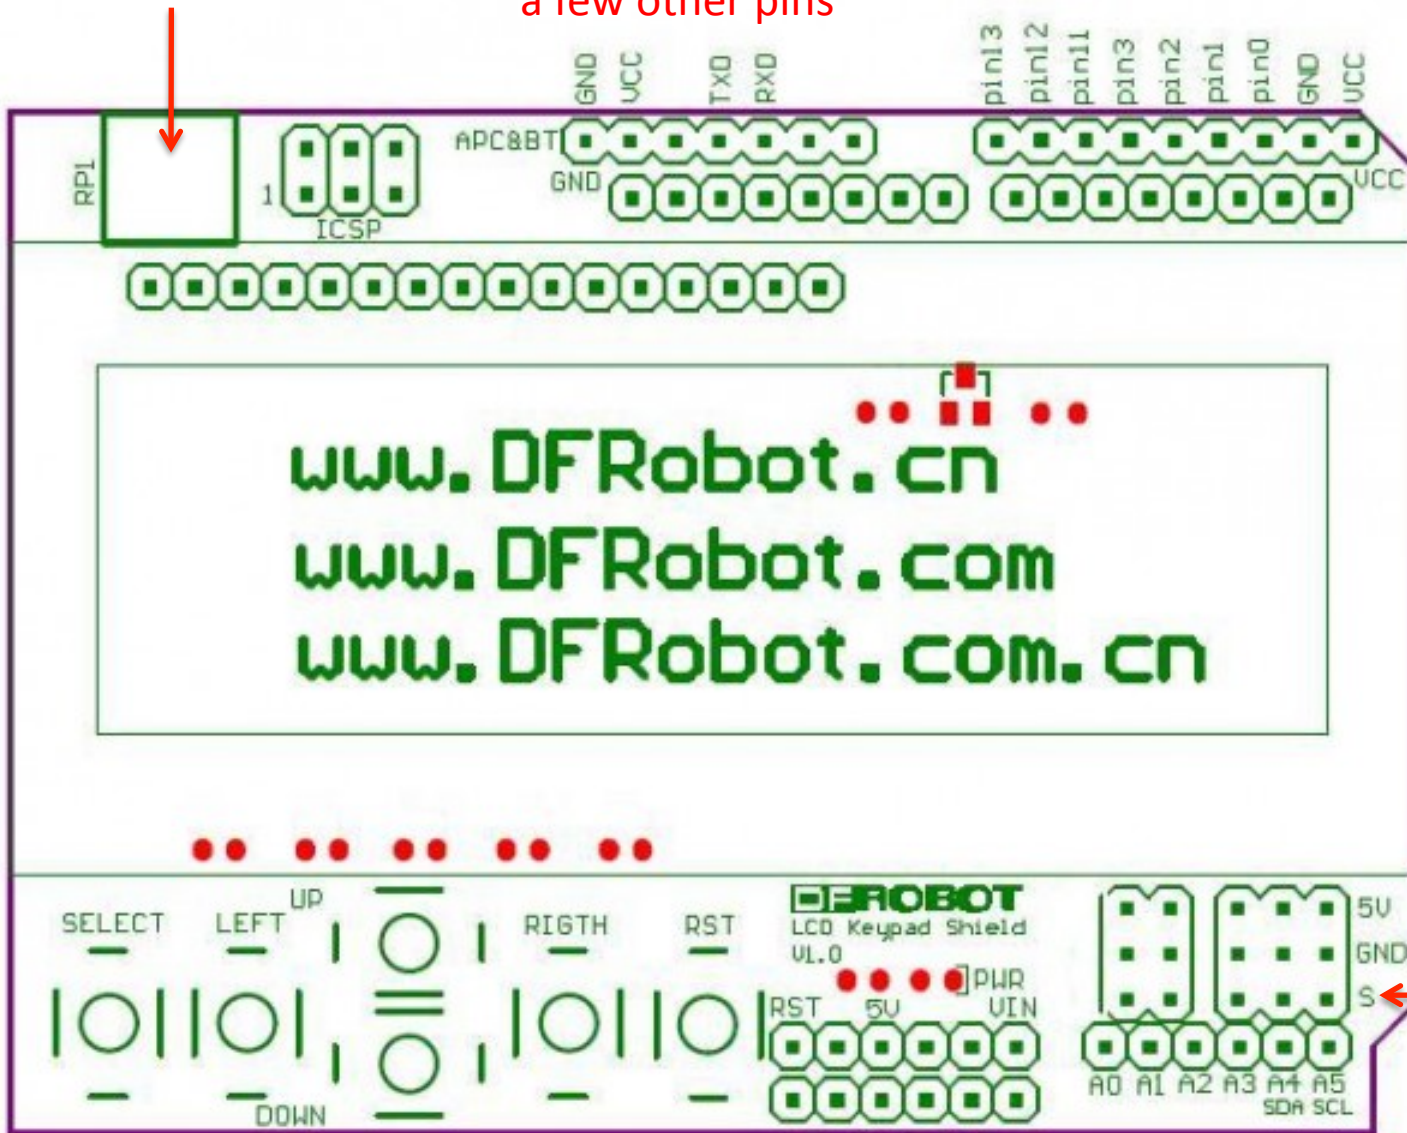 a few other pins
GND VCC TXD RXD
pin13 pin12 pin11 pin3 pin2 pin1 pin0 GND VCC
APC&BT
RP1
1
ICSP
GND
VCC
www.DFRobot.cn
www.DFRobot.com
www.DFRobot.com.cn
UP
SELECT LEFT RIGTH RST
DOWN
DFROBOT
LCD Keypad Shield
V1.0
PWR
RST 5V VIN
5V
GND
S
A0 A1 A2 A3 A4 A5
SDA SCL